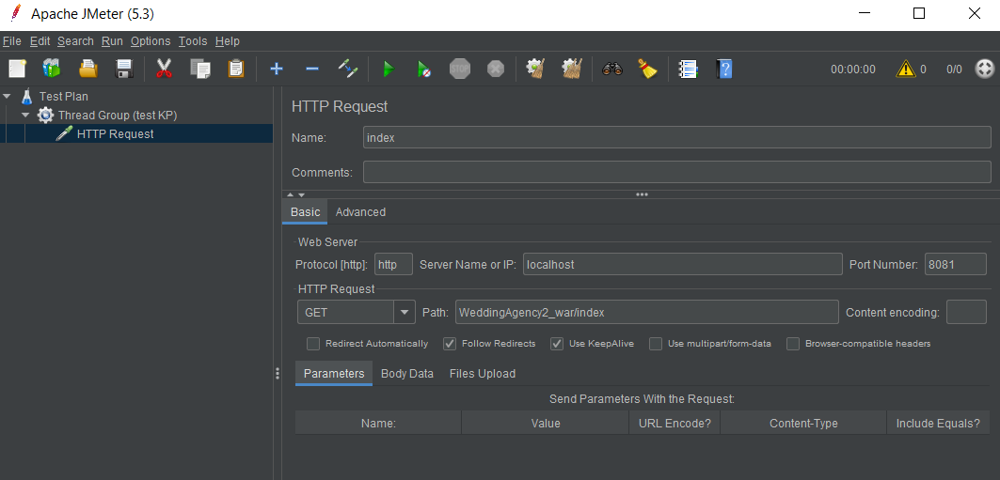 Apache JMeter (5.3)
File Edit Search Run Options Tools Help
00:00:00 0 0/0
Test Plan
Thread Group (test KP)
HTTP Request
HTTP Request
Name: index
Comments:
Basic Advanced
Web Server
Protocol [http]: http Server Name or IP: localhost Port Number: 8081
HTTP Request
GET Path: WeddingAgency2_war/index Content encoding:
Redirect Automatically Follow Redirects Use KeepAlive Use multipart/form-data Browser-compatible headers
Parameters Body Data Files Upload
Send Parameters With the Request:
Name: Value URL Encode? Content-Type Include Equals?